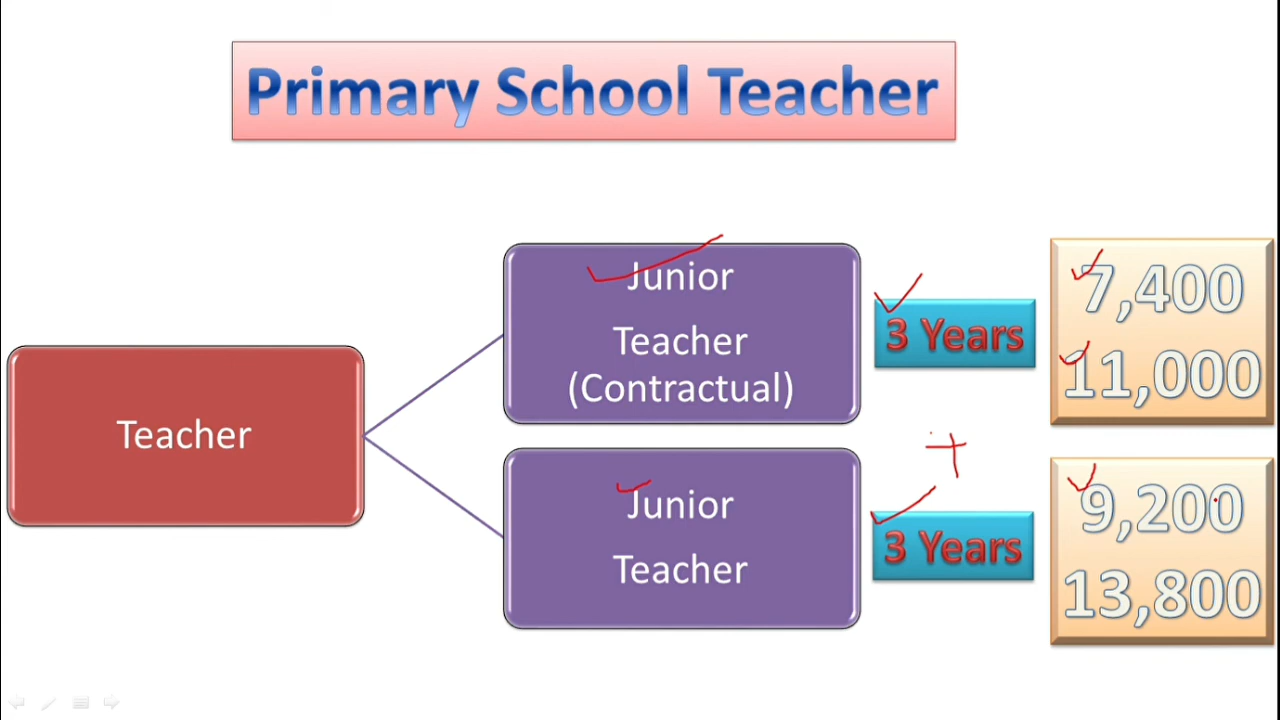 Primary School Teacher
Teacher
Junior
Teacher
(Contractual)
3 Years
7,400
11,000
+
Junior
Teacher
3 Years
9,200
13,800